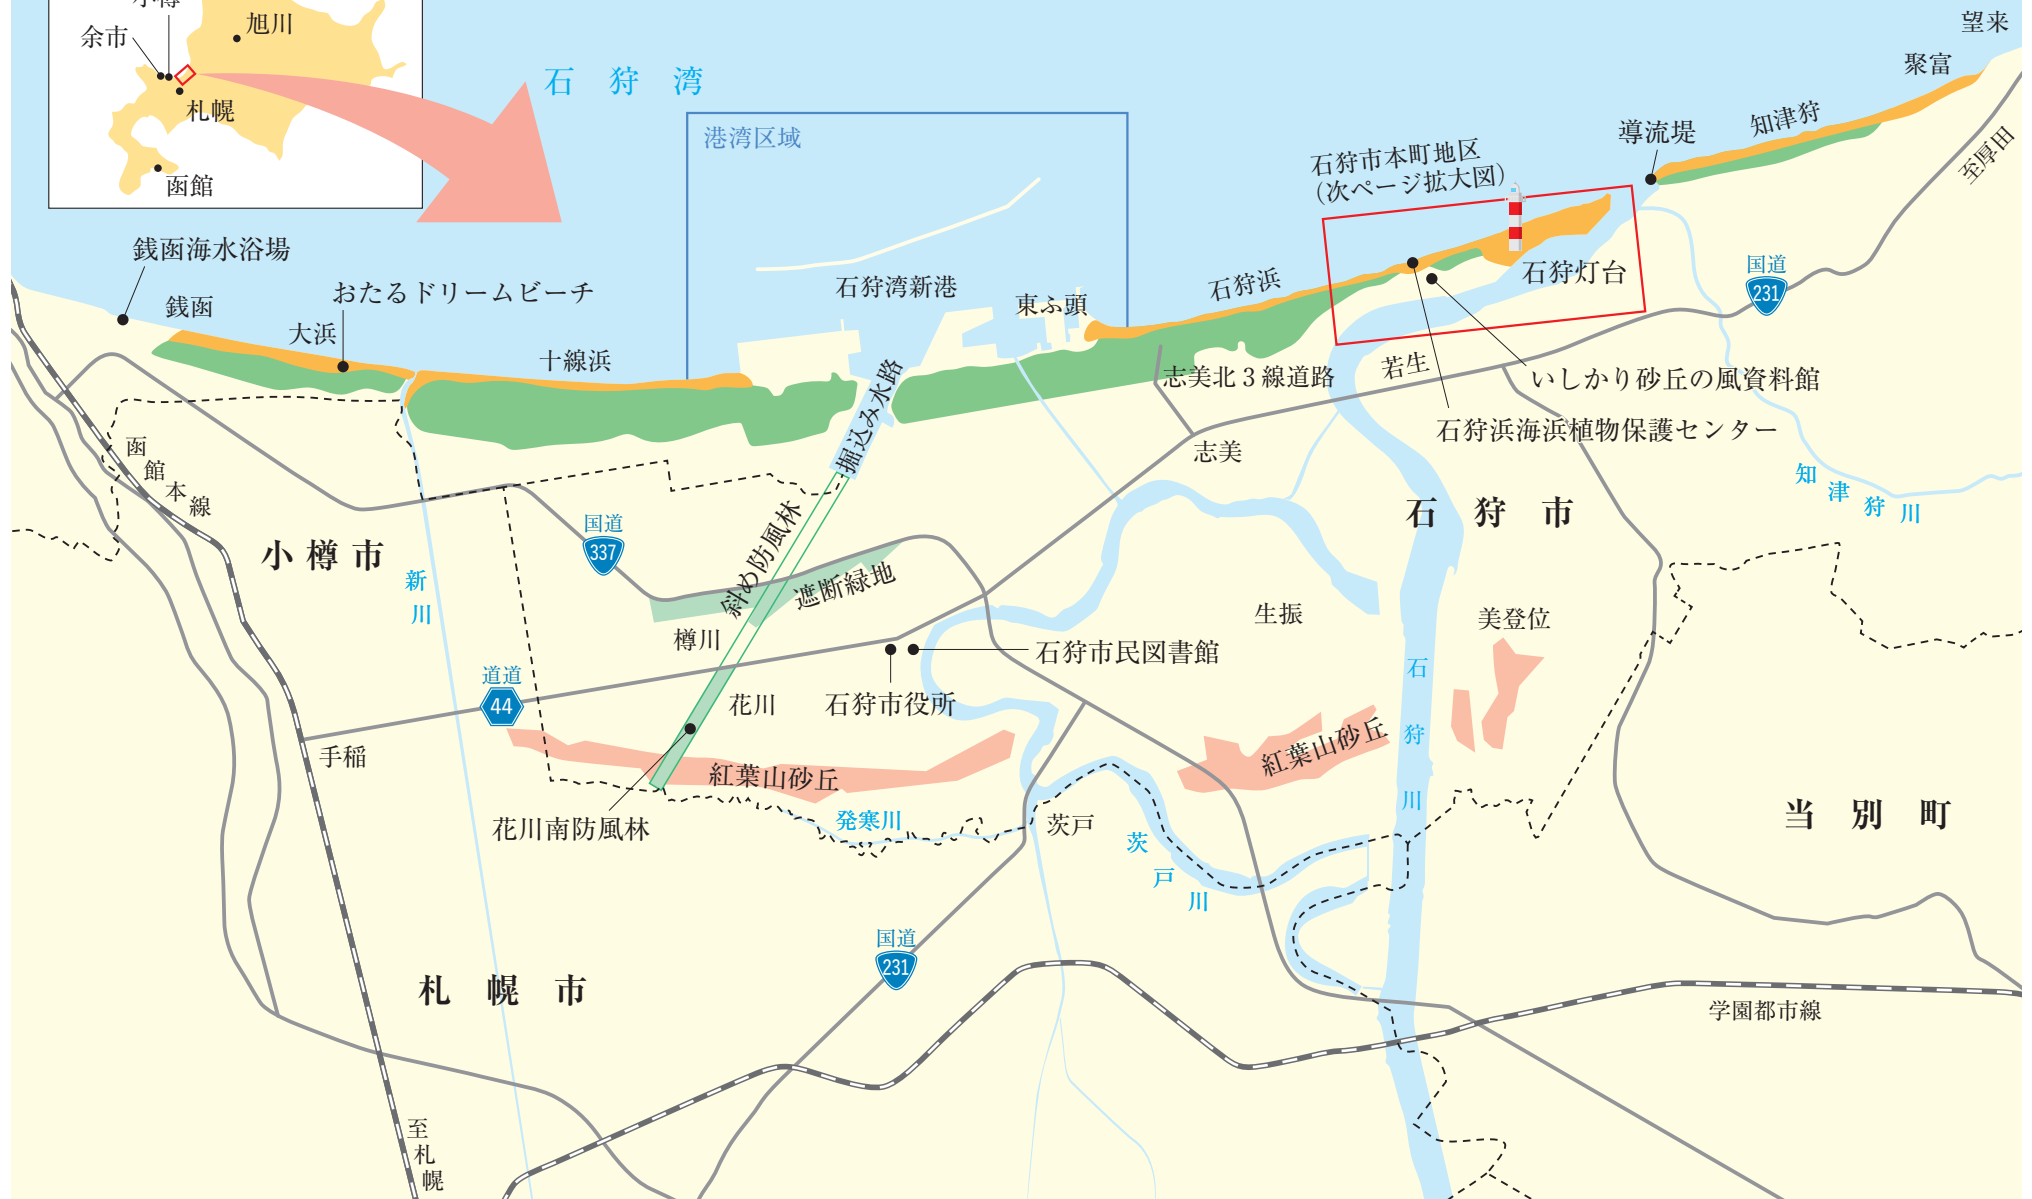 小樽
余市
旭川
札幌
函館
石狩湾
港湾区域
望来
聚富
知津狩
導流堤
至厚田
石狩市本町地区
（次ページ拡大図）
銭函海水浴場
銭函
おたるドリームビーチ
大浜
十線浜
石狩湾新港
東ふ頭
石狩浜
石狩灯台
国道
231
掘込み水路
志美北３線道路
若生
いしかり砂丘の風資料館
石狩浜海浜植物保護センター
志美
函館本線
小樽市
新川
国道
337
斜め防風林
遮断緑地
樽川
石狩市
知津狩川
生振
美登位
石狩市民図書館
石狩市役所
道道
44
花川
手稲
紅葉山砂丘
紅葉山砂丘
石狩川
花川南防風林
発寒川
茨戸
茨戸川
当別町
国道
231
札幌市
学園都市線
至札幌